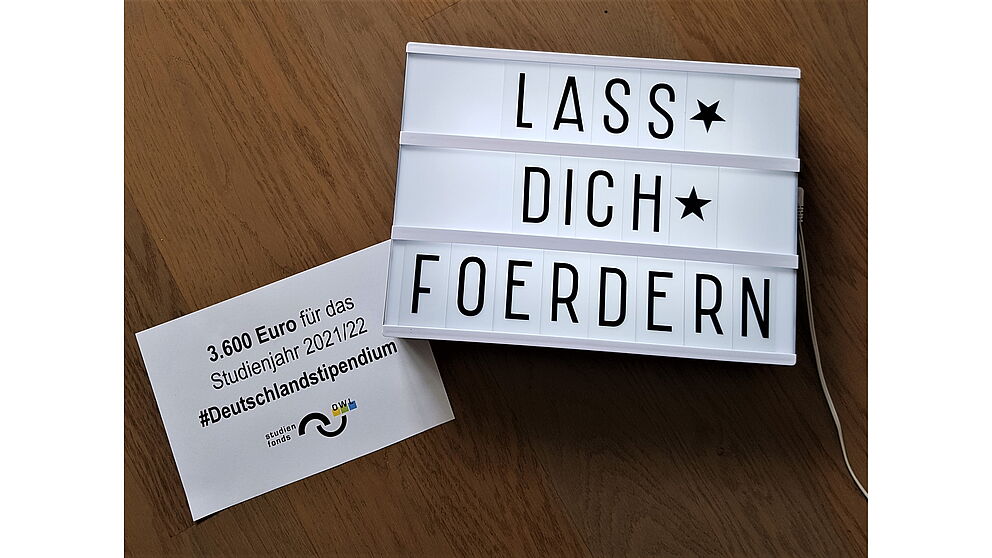 LASS★
DICH★
FOERDERN
3.600 Euro für das
Studienjahr 2021/22
#Deutschlandstipendium
studien
fonds
OWL